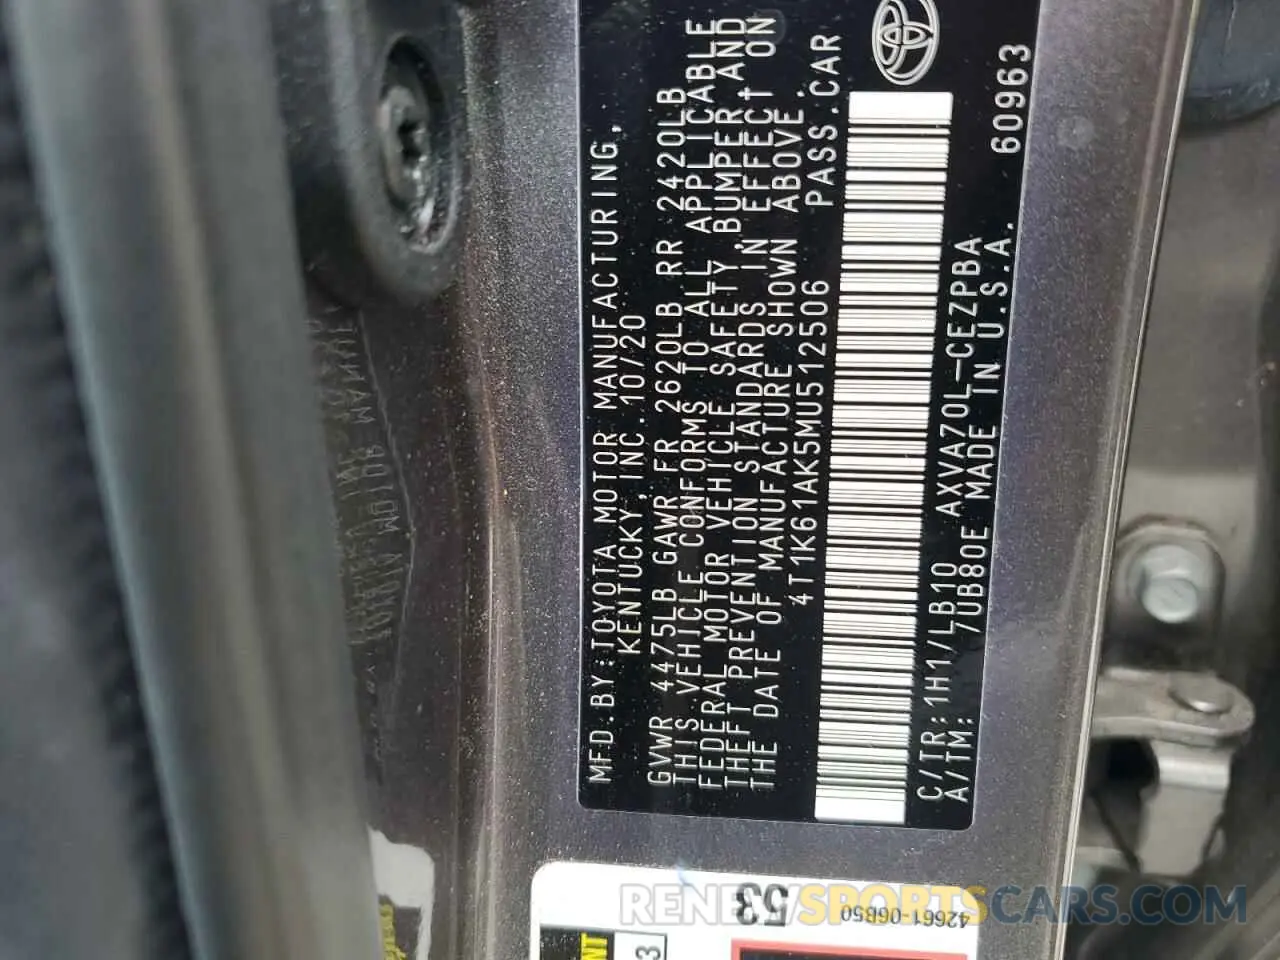 MFD.BY:TOYOTA MOTOR MANUFACTURING,
KENTUCKY, INC. 10/20
GVWR 4475LB GAWR FR 2620LB RR 2420LB
THIS VEHICLE CONFORMS TO ALL APPLICABLE
FEDERAL MOTOR VEHICLE SAFETY,BUMPER,AND
THEFT PREVENTION STANDARDS IN EFFECT ON
THE DATE OF MANUFACTURE SHOWN ABOVE.
4T1K61AK5MU512506 PASS.CAR
C/TR:1H1/LB10 AXVA70L-CEZPBA 60963
A/TM: 7UB80E MADE IN U.S.A.
53
42661-06B50
3
RENEWSPORTSCARS.COM